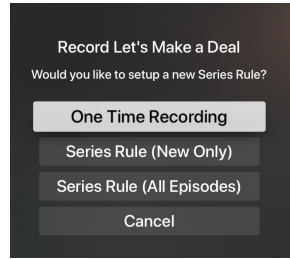 Record Let's Make a Deal
Would you like to setup a new Series Rule?
One Time Recording
Series Rule (New Only)
Series Rule (All Episodes)
Cancel